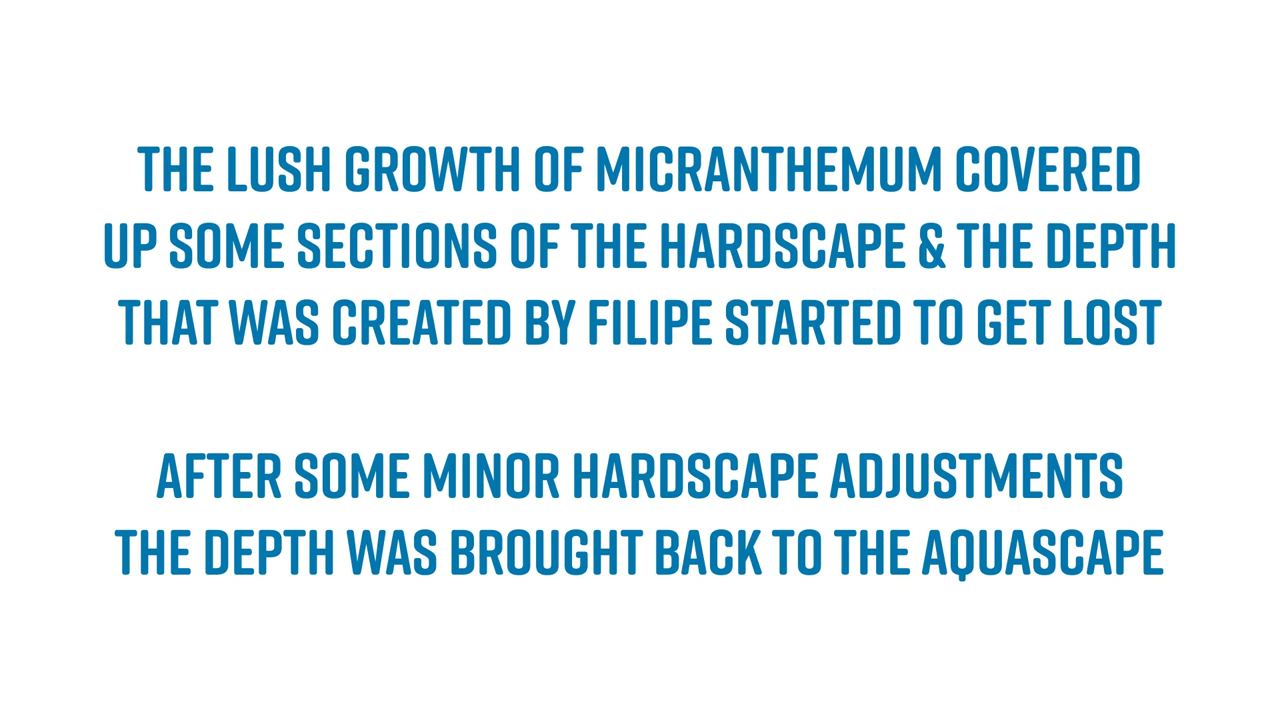 THE LUSH GROWTH OF MICRANTHEMUM COVERED
UP SOME SECTIONS OF THE HARDSCAPE & THE DEPTH
THAT WAS CREATED BY FILIPE STARTED TO GET LOST
AFTER SOME MINOR HARDSCAPE ADJUSTMENTS
THE DEPTH WAS BROUGHT BACK TO THE AQUASCAPE